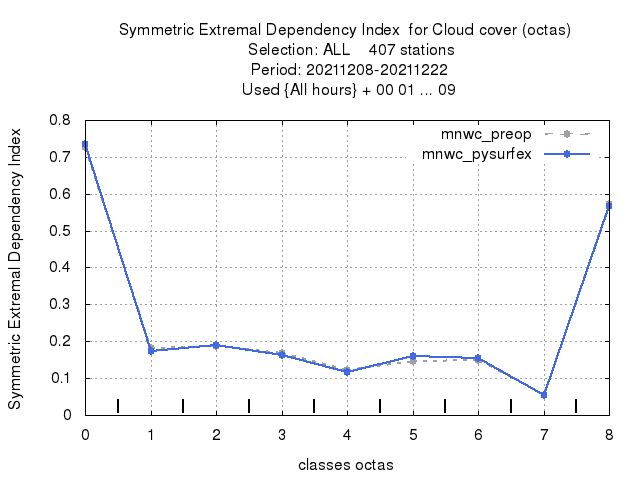 Symmetric Extremal Dependency Index  for Cloud cover (octas)
Selection: ALL    407 stations
Period: 20211208-20211222
Used {All hours} + 00 01 ... 09
Symmetric Extremal Dependency Index
0.8
0.7
0.6
0.5
0.4
0.3
0.2
0.1
0
mnwc_preop
mnwc_pysurfex
0 1 2 3 4 5 6 7 8
classes octas